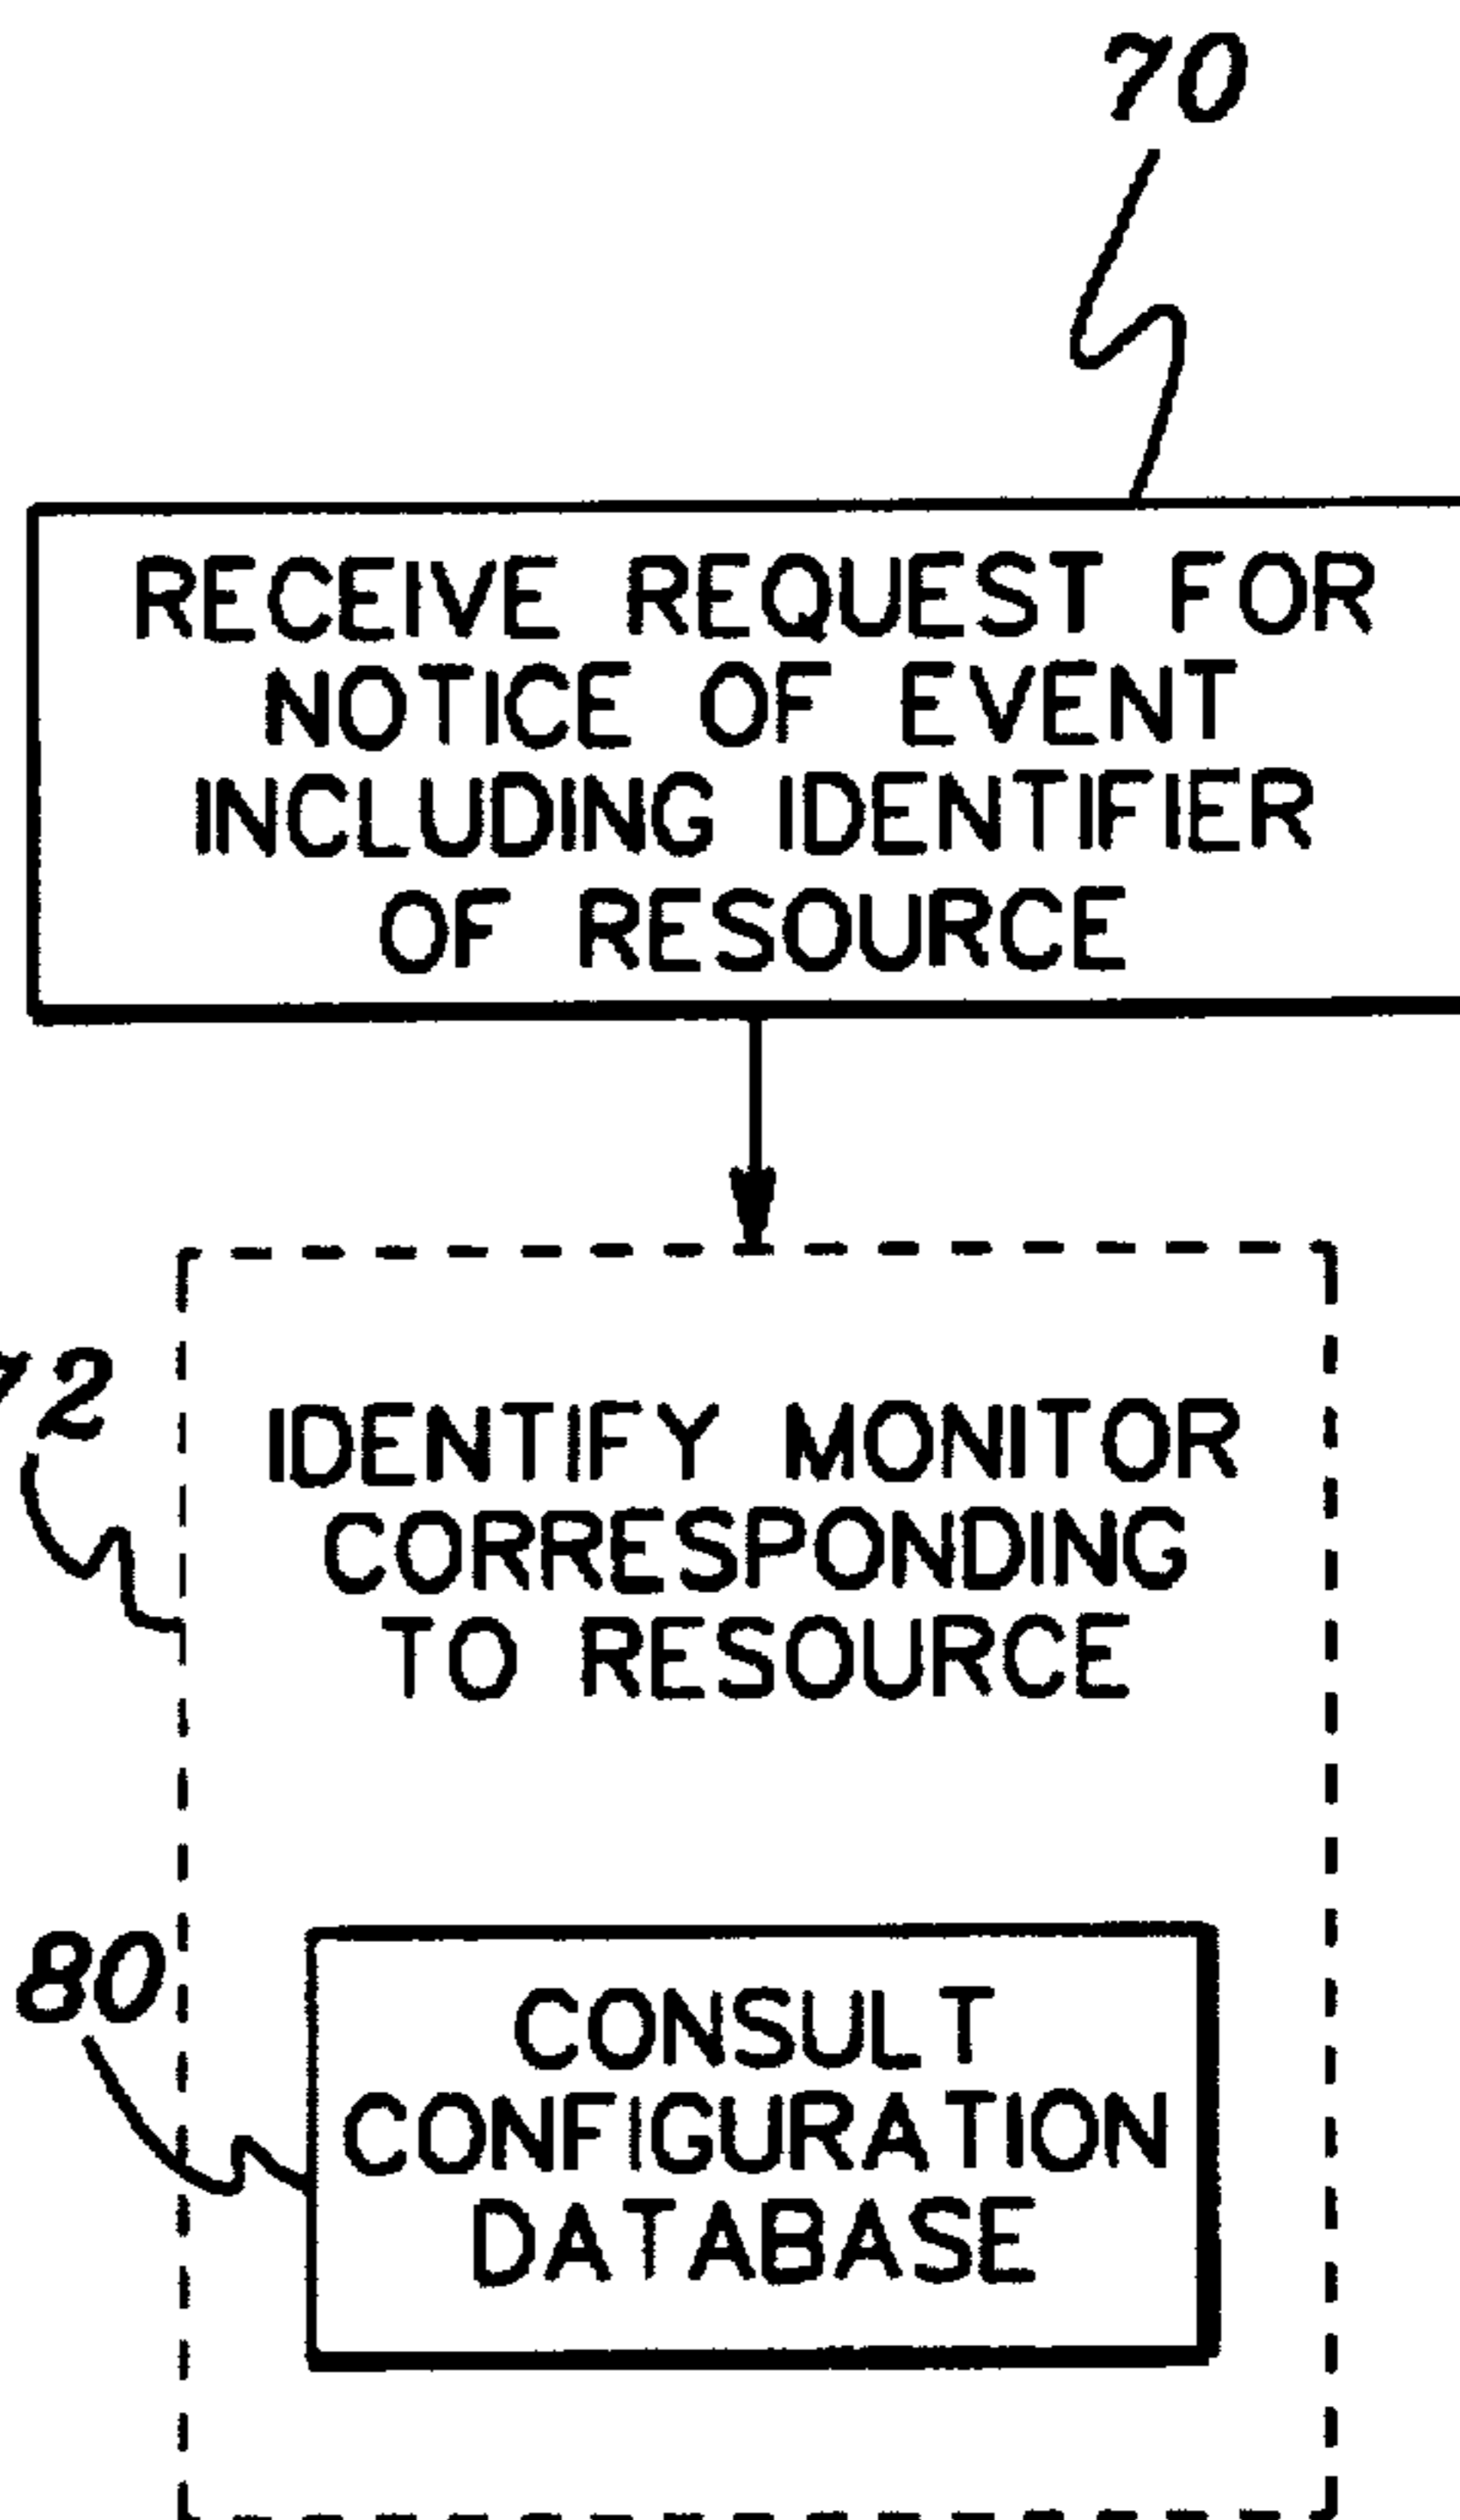 70
RECEIVE REQUEST FOR
NOTICE OF EVENT
INCLUDING IDENTIFIER
OF RESOURCE
72
IDENTIFY MONITOR
CORRESPONDING
TO RESOURCE
80
CONSULT
CONFIGURATION
DATABASE